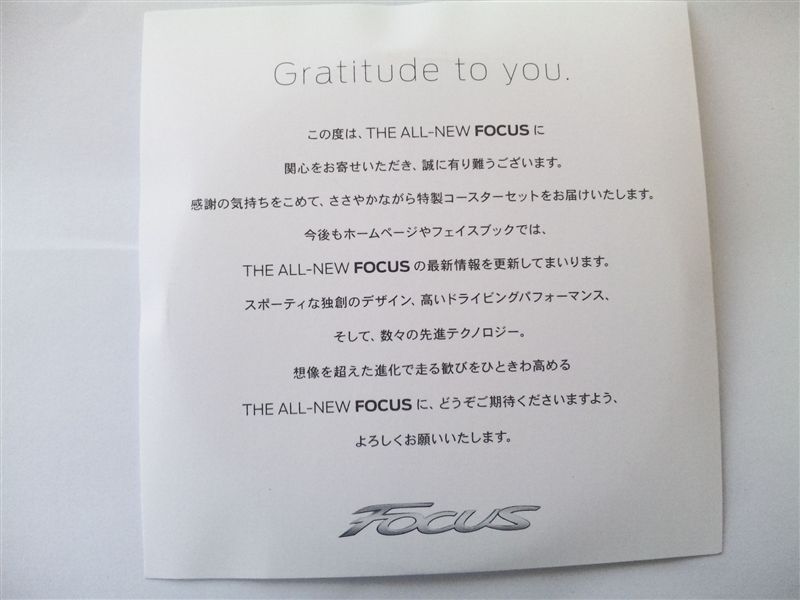 Gratitude to you.
この度は、THE ALL-NEW FOCUS に
関心をお寄せいただき、誠に有り難うございます。
感謝の気持ちをこめて、ささやかながら特製コースターセットをお届けいたします。
今後もホームページやフェイスブックでは、
THE ALL-NEW FOCUS の最新情報を更新してまいります。
スポーティな独創のデザイン、高いドライビングパフォーマンス、
そして、数々の先進テクノロジー。
想像を超えた進化で走る歓びをひときわ高める
THE ALL-NEW FOCUS に、どうぞご期待くださいますよう、
よろしくお願いいたします。
FOCUS